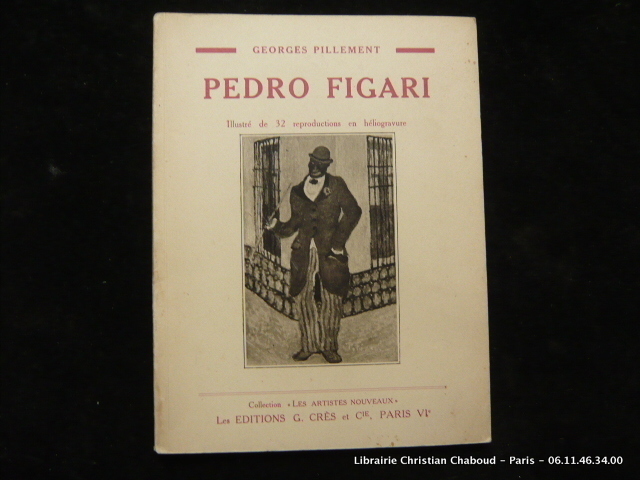 GEORGES PILLEMENT
PEDRO FIGARI
Illustré de 32 reproductions en héliogravure
Collection « LES ARTISTES NOUVEAUX »
Les EDITIONS G. CRÈS et Cie, PARIS VIe
Librairie Christian Chaboud - Paris - 06.11.46.34.00